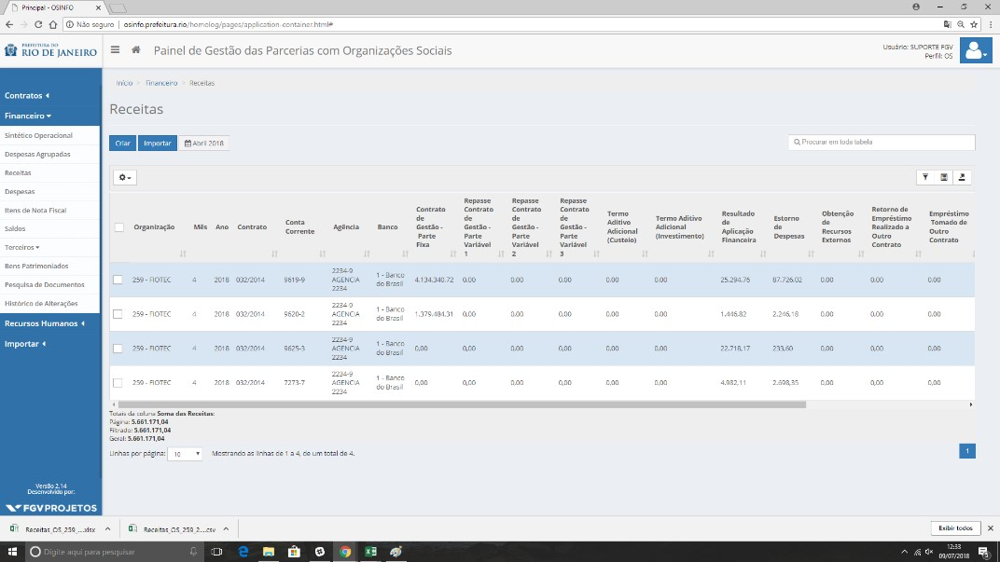 Principal - OSINFO
Não seguro | osinfo.prefeitura.rio/homolog/pages/application-container.html#
PREFEITURA DO
RIO DE JANEIRO
Painel de Gestão das Parcerias com Organizações Sociais
Usuário: SUPORTE FGV
Perfil: OS
Início > Financeiro > Receitas
Contratos
Financeiro
Sintético Operacional
Despesas Agrupadas
Receitas
Despesas
Itens de Nota Fiscal
Saldos
Terceiros
Bens Patrimoniados
Pesquisa de Documentos
Histórico de Alterações
Recursos Humanos
Importar
Versão 2.14
Desenvolvido por:
FGV PROJETOS
Receitas
Criar Importar Abril 2018
Procurar em toda tabela
Organização Mês Ano Contrato Conta Corrente Agência Banco Contrato de Gestão - Parte Fixa Repasse Contrato de Gestão - Parte Variável 1 Repasse Contrato de Gestão - Parte Variável 2 Repasse Contrato de Gestão - Parte Variável 3 Termo Aditivo Adicional (Custeio) Termo Aditivo Adicional (Investimento) Resultado de Aplicação Financeira Estorno de Despesas Obtenção de Recursos Externos Retorno de Empréstimo Realizado a Outro Contrato Empréstimo Tomado de Outro Contrato
259 - FIOTEC 4 2018 032/2014 9619-9 2234-9 AGENCIA 2234 1 - Banco do Brasil 4.134.340,72 0,00 0,00 0,00 0,00 0,00 25.294,76 87.726,02 0,00 0,00 0,00
259 - FIOTEC 4 2018 032/2014 9620-2 2234-9 AGENCIA 2234 1 - Banco do Brasil 1.379.484,31 0,00 0,00 0,00 0,00 0,00 1.446,82 2.246,18 0,00 0,00 0,00
259 - FIOTEC 4 2018 032/2014 9625-3 2234-9 AGENCIA 2234 1 - Banco do Brasil 0,00 0,00 0,00 0,00 0,00 0,00 22.718,17 233,60 0,00 0,00 0,00
259 - FIOTEC 4 2018 032/2014 7273-7 2234-9 AGENCIA 2234 1 - Banco do Brasil 0,00 0,00 0,00 0,00 0,00 0,00 4.982,11 2.698,35 0,00 0,00 0,00
Totais da coluna Soma das Receitas:
Página: 5.661.171,04
Filtrado: 5.661.171,04
Geral: 5.661.171,04
Linhas por página: 10 Mostrando as linhas de 1 a 4, de um total de 4.
1
Receitas_OS_259_....xlsx
Receitas_OS_259_2....csv
Exibir todos
Digite aqui para pesquisar
12:33
09/07/2018